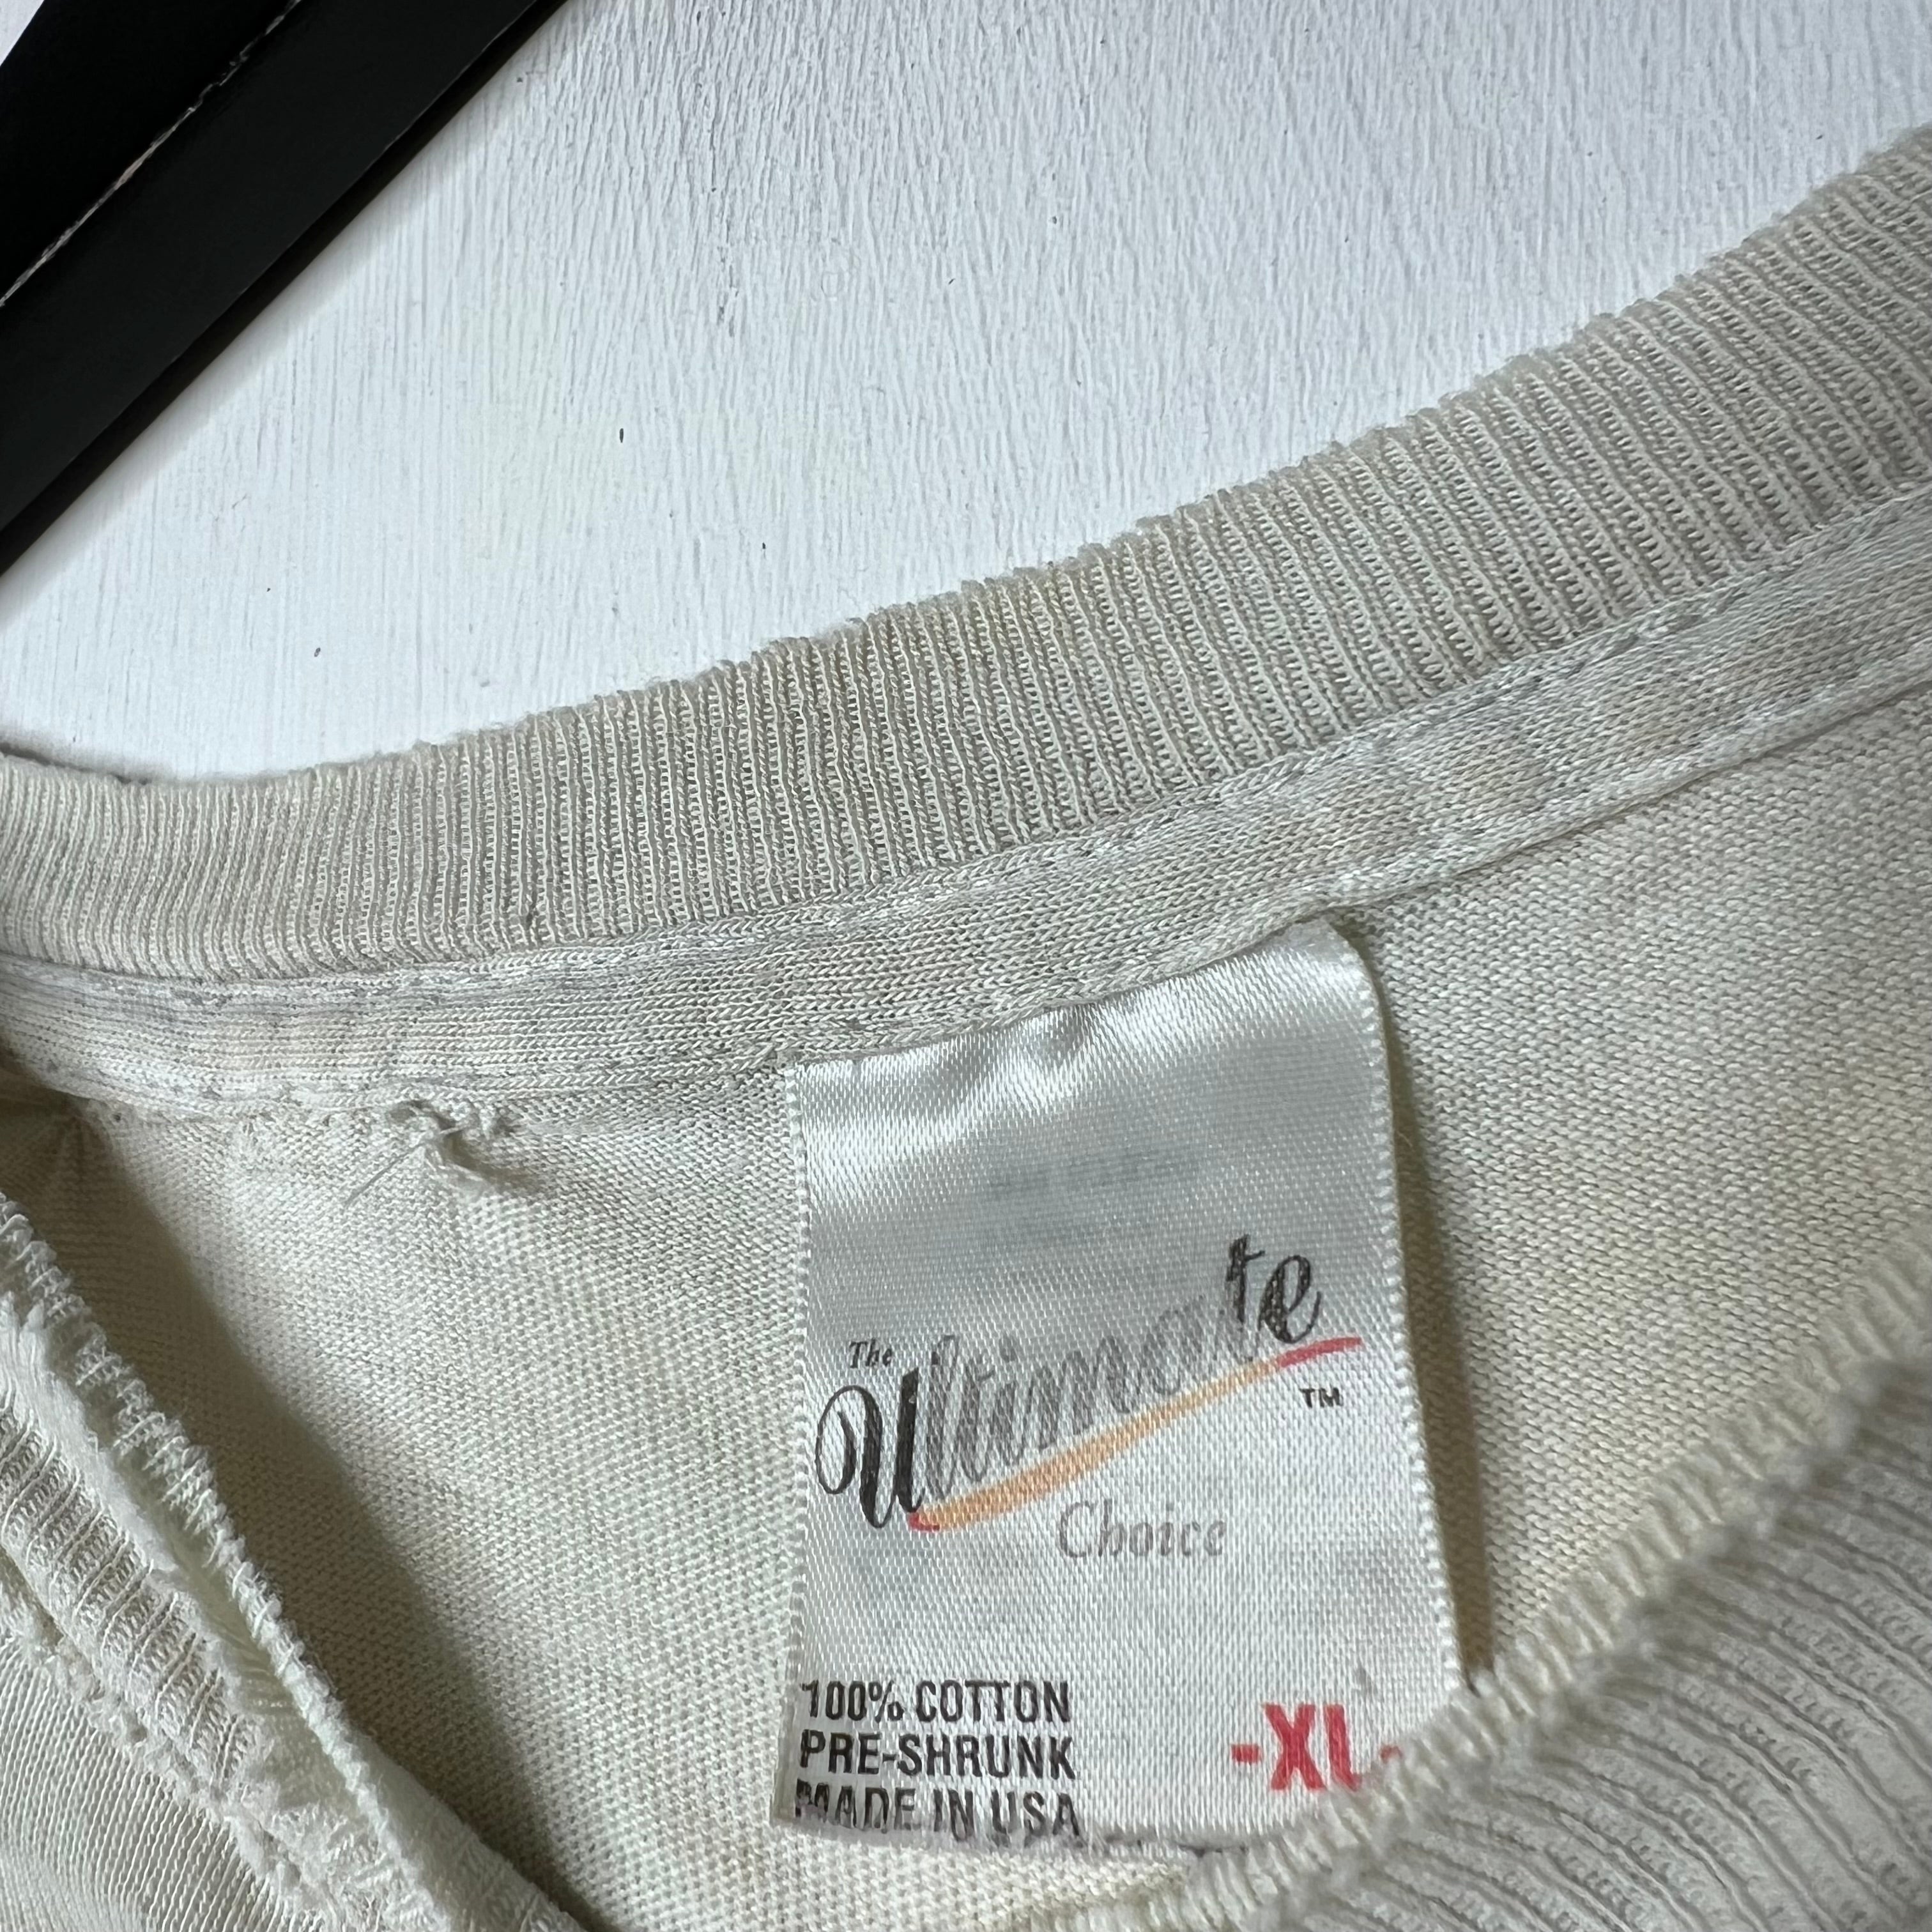 The
Ultimate
TM
Choice
100% COTTON
PRE-SHRUNK
MADE IN USA
-XL-